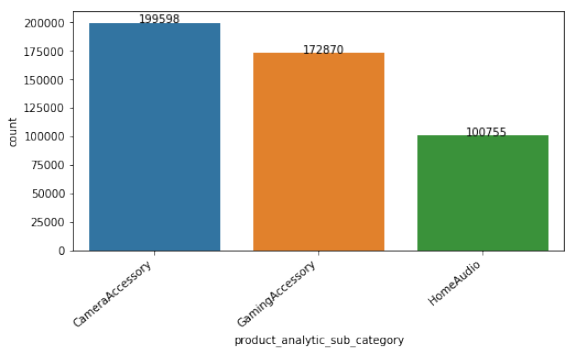 200000
175000
150000
125000
100000
75000
50000
25000
0
count
199598
172870
100755
CameraAccessory
GamingAccessory
HomeAudio
product_analytic_sub_category